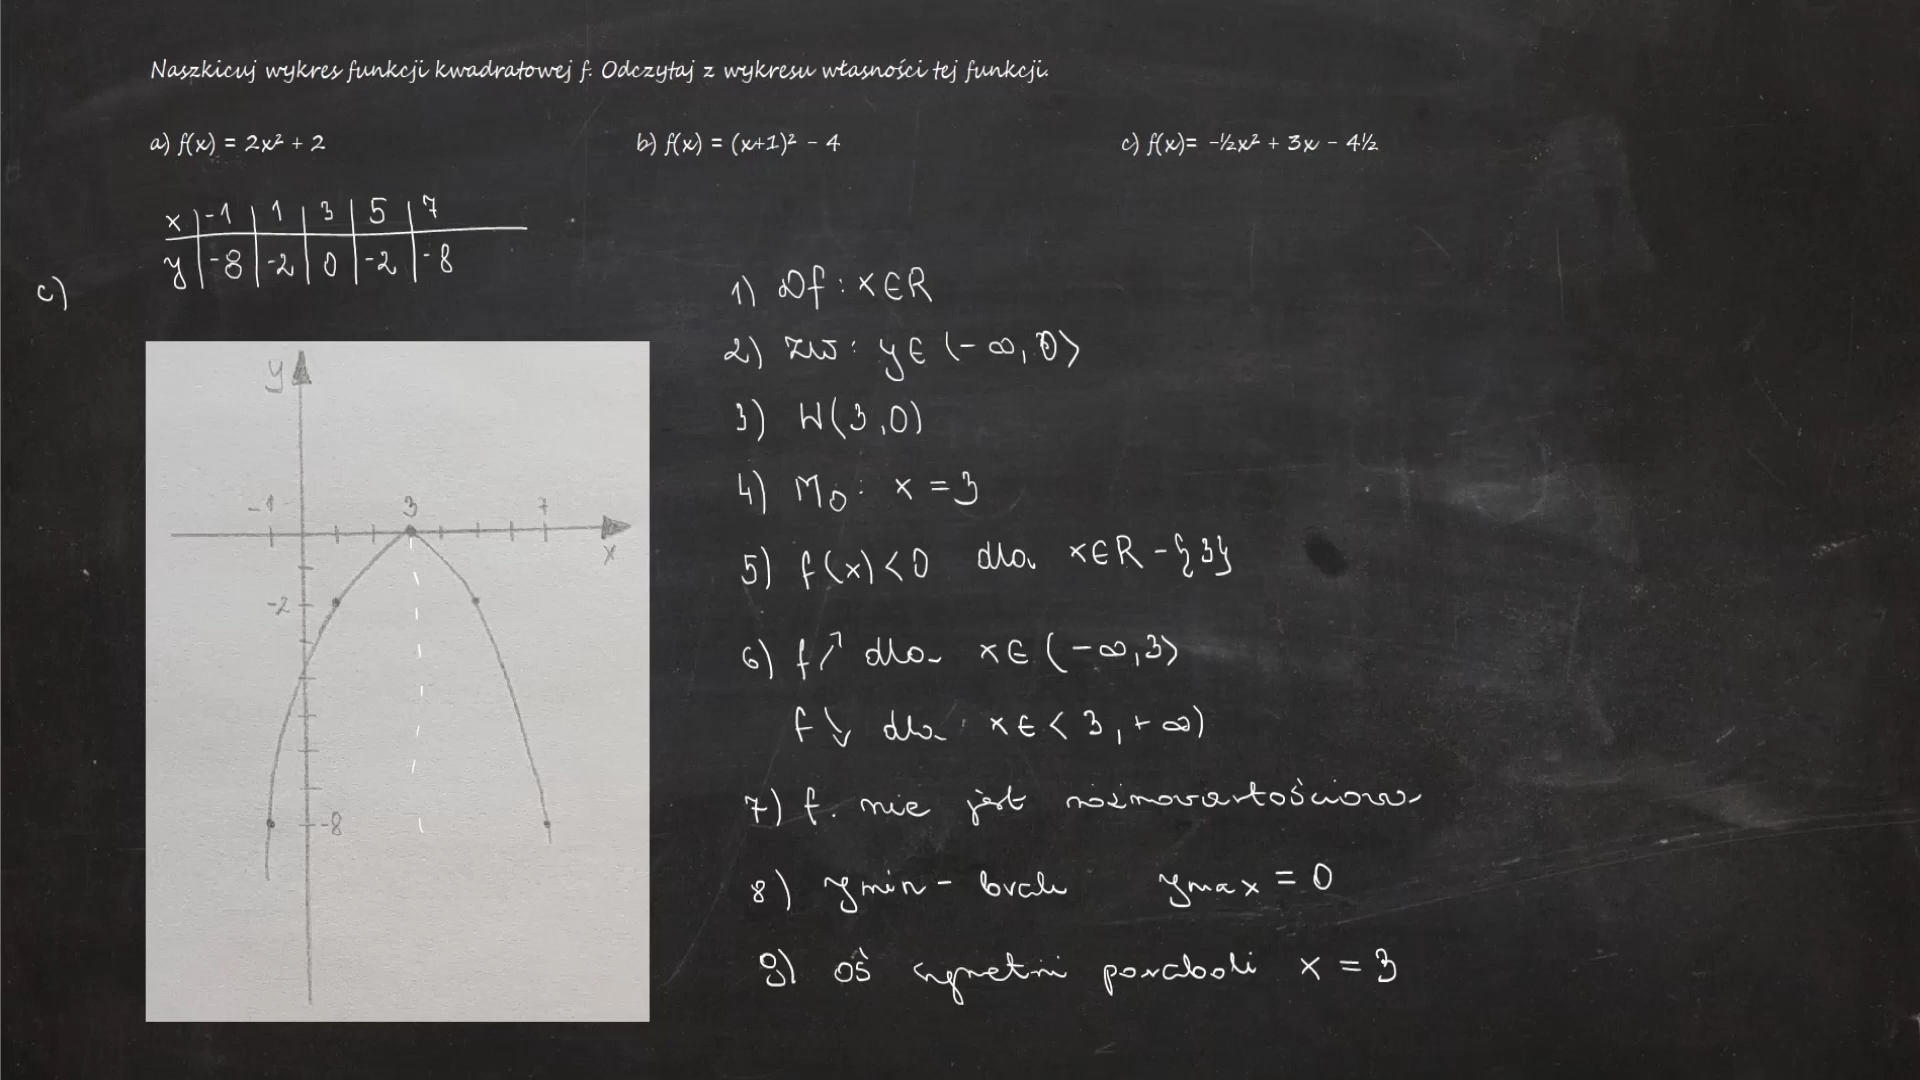 Naszkicuj wykres funkcji kwadratowej f. Odczytaj z wykresu własności tej funkcji.
a) f(x) = 2x² + 2 b) f(x) = (x+1)² - 4 c) f(x)= -½x² + 3x - 4½
x | -1 | 1 | 3 | 5 | 7
y | -8 | -2 | 0 | -2 | -8
c)
y
-1 3 7
x
-2
-8
1) Df : x∈R
2) ZW : y∈ (-∞, 0>
3) W(3,0)
4) M₀: x = 3
5) f(x) < 0 dla x∈R - {3}
6) f↗ dla x∈ (-∞,3>
f↘ dla x∈ < 3, +∞)
7) f. nie jest różnowartościowa
8) ymin - brak ymax = 0
9) oś symetrii paraboli x = 3